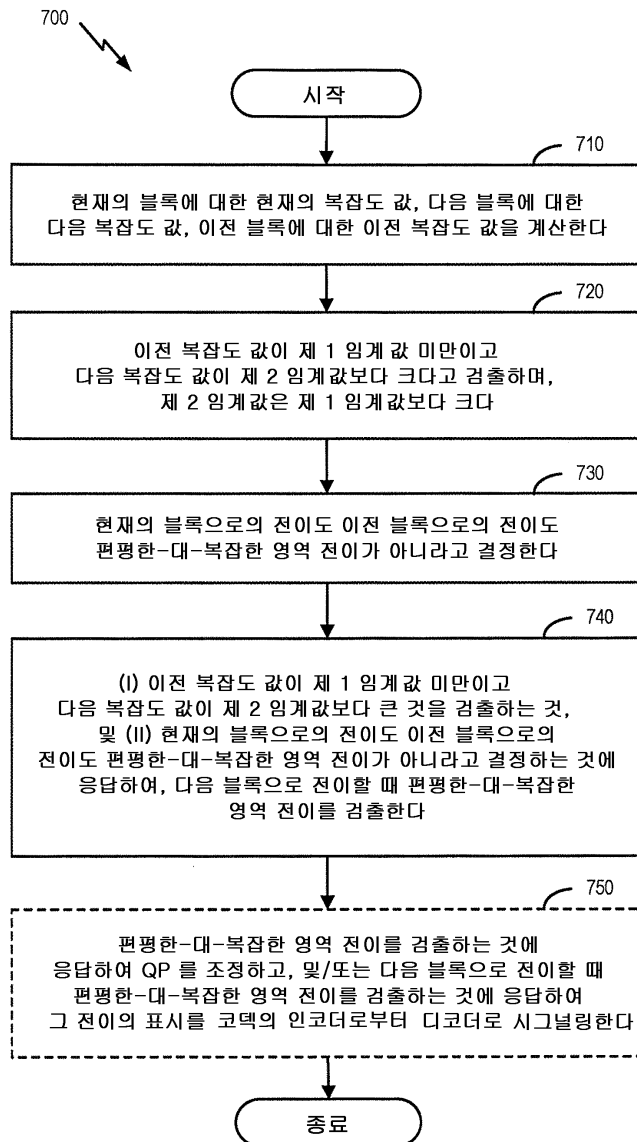 700
시작
710
현재의 블록에 대한 현재의 복잡도 값, 다음 블록에 대한
다음 복잡도 값, 이전 블록에 대한 이전 복잡도 값을 계산한다
720
이전 복잡도 값이 제 1 임계값 미만이고
다음 복잡도 값이 제 2 임계값보다 크다고 검출하며,
제 2 임계값은 제 1 임계값보다 크다
730
현재의 블록으로의 전이도 이전 블록으로의 전이도
편평한-대-복잡한 영역 전이가 아니라고 결정한다
740
(I) 이전 복잡도 값이 제 1 임계값 미만이고
다음 복잡도 값이 제 2 임계값보다 큰 것을 검출하는 것,
및 (II) 현재의 블록으로의 전이도 이전 블록으로의
전이도 편평한-대-복잡한 영역 전이가 아니라고 결정하는 것에
응답하여, 다음 블록으로 전이할 때 편평한-대-복잡한
영역 전이를 검출한다
750
편평한-대-복잡한 영역 전이를 검출하는 것에
응답하여 QP 를 조정하고, 및/또는 다음 블록으로 전이할 때
편평한-대-복잡한 영역 전이를 검출하는 것에 응답하여
그 전이의 표시를 코덱의 인코더로부터 디코더로 시그널링한다
종료